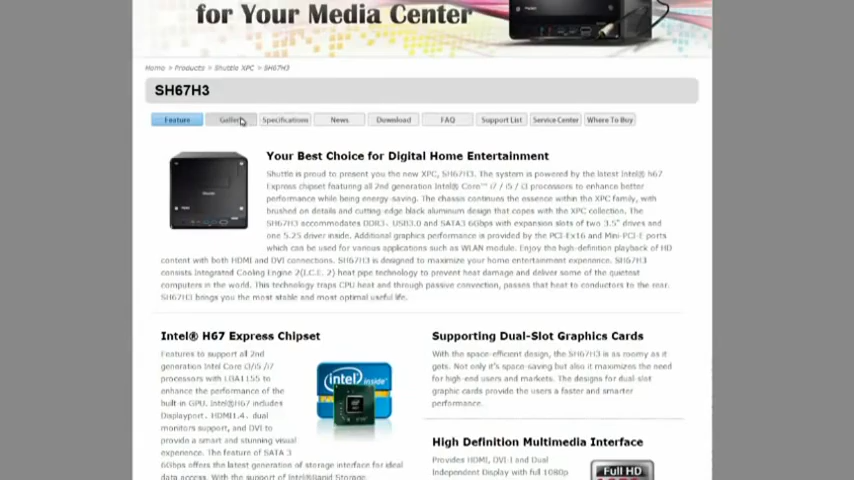 for Your Media Center
Home > Products > Shuttle XPC > SH67H3
SH67H3
Feature Gallery Specifications News Download FAQ Support List Service Center Where To Buy
Your Best Choice for Digital Home Entertainment
Shuttle is proud to present you the new XPC, SH67H3. The system is powered by the latest Intel® h67
Express chipset featuring all 2nd generation Intel® Core™ i7 / i5 / i3 processors to enhance better
performance while being energy-saving. The chassis continues the essence within the XPC family, with
brushed on details and cutting-edge black aluminum design that copes with the XPC collection. The
SH67H3 accommodates DDR3, USB3.0 and SATA3 6Gbps with expansion slots of two 3.5" drives and
one 5.25 driver inside. Additional graphics performance is provided by the PCI-Ex16 and Mini-PCI-E ports
which can be used for various applications such as WLAN module. Enjoy the high-definition playback of HD
content with both HDMI and DVI connections. SH67H3 is designed to maximize your home entertainment experience. SH67H3
consists Integrated Cooling Engine 2(I.C.E. 2) heat pipe technology to prevent heat damage and deliver some of the quietest
computers in the world. This technology traps CPU heat and through passive convection, passes that heat to conductors to the rear.
SH67H3 brings you the most stable and most optimal useful life.
Intel® H67 Express Chipset
Features to support all 2nd
generation Intel Core i3/i5 /i7
processors with LGA1155 to
enhance the performance of the
built-in GPU. Intel®H67 includes
Displayport, HDMI1.4, dual
monitors support, and DVI to
provide a smart and stunning visual
experience. The feature of SATA 3
6Gbps offers the latest generation of storage interface for ideal
data access. With the support of Intel®Rapid Storage
intel inside
Supporting Dual-Slot Graphics Cards
With the space-efficient design, the SH67H3 is as roomy as it
gets. Not only it's space-saving but also it maximizes the need
for high-end users and markets. The designs for dual-slot
graphic cards provide the users a faster and smarter
performance.
High Definition Multimedia Interface
Provides HDMI, DVI-I and Dual
Independent Display with full 1080p
Full HD